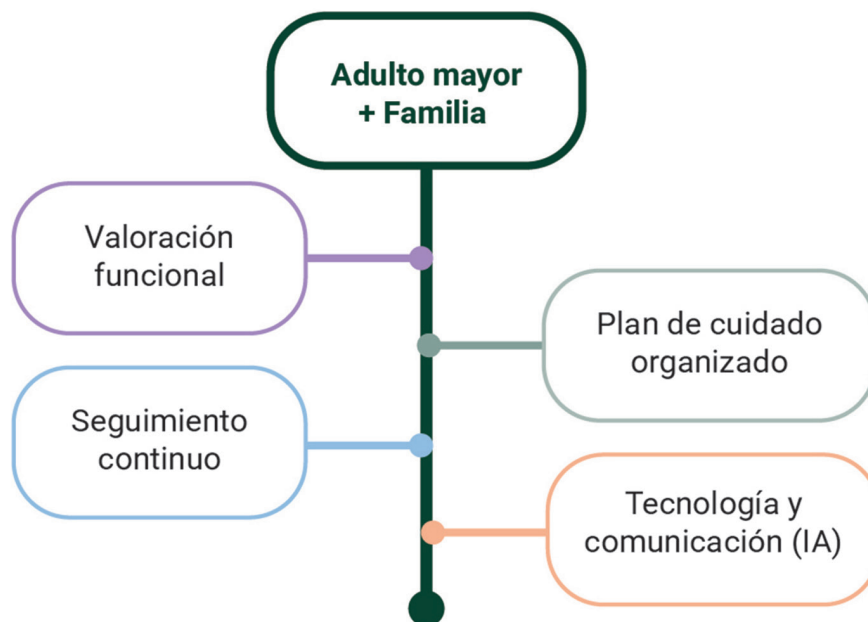 Adulto mayor
+ Familia
Valoración
funcional
Plan de cuidado
organizado
Seguimiento
continuo
Tecnología y
comunicación (IA)